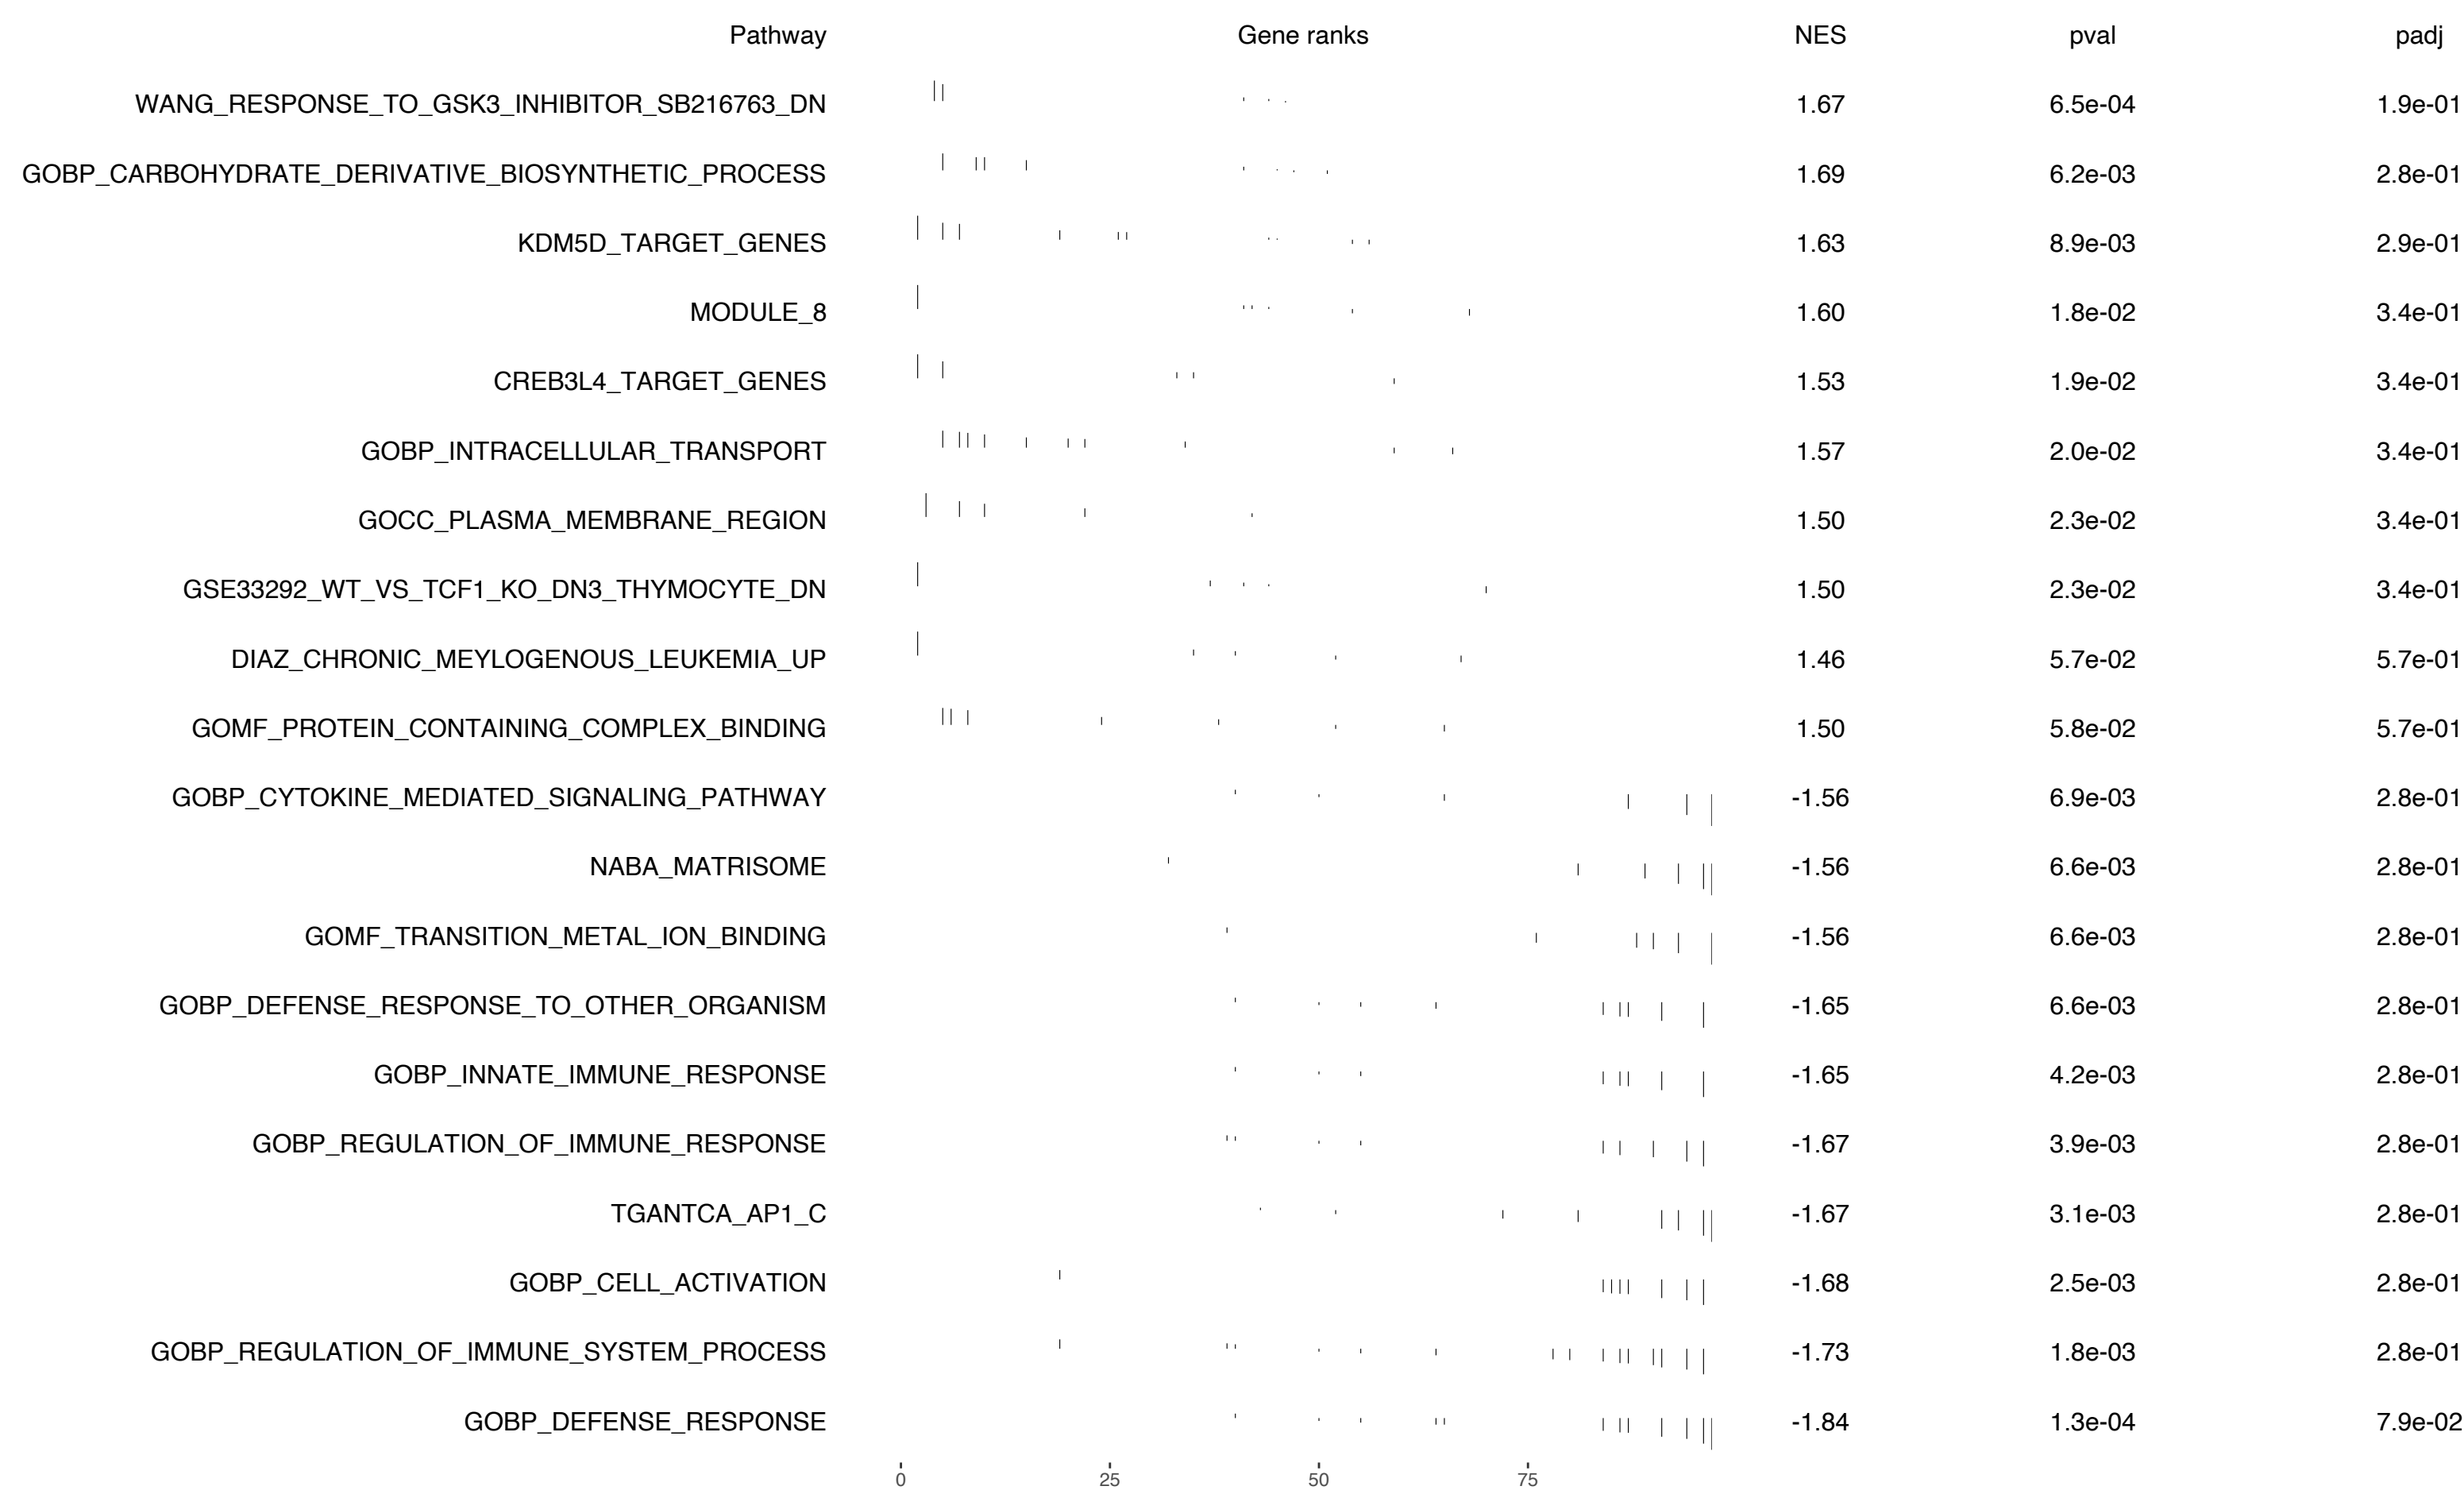 Pathway Gene ranks NES pval padj
WANG_RESPONSE_TO_GSK3_INHIBITOR_SB216763_DN 1.67 6.5e-04 1.9e-01
GOBP_CARBOHYDRATE_DERIVATIVE_BIOSYNTHETIC_PROCESS 1.69 6.2e-03 2.8e-01
KDM5D_TARGET_GENES 1.63 8.9e-03 2.9e-01
MODULE_8 1.60 1.8e-02 3.4e-01
CREB3L4_TARGET_GENES 1.53 1.9e-02 3.4e-01
GOBP_INTRACELLULAR_TRANSPORT 1.57 2.0e-02 3.4e-01
GOCC_PLASMA_MEMBRANE_REGION 1.50 2.3e-02 3.4e-01
GSE33292_WT_VS_TCF1_KO_DN3_THYMOCYTE_DN 1.50 2.3e-02 3.4e-01
DIAZ_CHRONIC_MEYLOGENOUS_LEUKEMIA_UP 1.46 5.7e-02 5.7e-01
GOMF_PROTEIN_CONTAINING_COMPLEX_BINDING 1.50 5.8e-02 5.7e-01
GOBP_CYTOKINE_MEDIATED_SIGNALING_PATHWAY -1.56 6.9e-03 2.8e-01
NABA_MATRISOME -1.56 6.6e-03 2.8e-01
GOMF_TRANSITION_METAL_ION_BINDING -1.56 6.6e-03 2.8e-01
GOBP_DEFENSE_RESPONSE_TO_OTHER_ORGANISM -1.65 6.6e-03 2.8e-01
GOBP_INNATE_IMMUNE_RESPONSE -1.65 4.2e-03 2.8e-01
GOBP_REGULATION_OF_IMMUNE_RESPONSE -1.67 3.9e-03 2.8e-01
TGANTCA_AP1_C -1.67 3.1e-03 2.8e-01
GOBP_CELL_ACTIVATION -1.68 2.5e-03 2.8e-01
GOBP_REGULATION_OF_IMMUNE_SYSTEM_PROCESS -1.73 1.8e-03 2.8e-01
GOBP_DEFENSE_RESPONSE -1.84 1.3e-04 7.9e-02
0 25 50 75